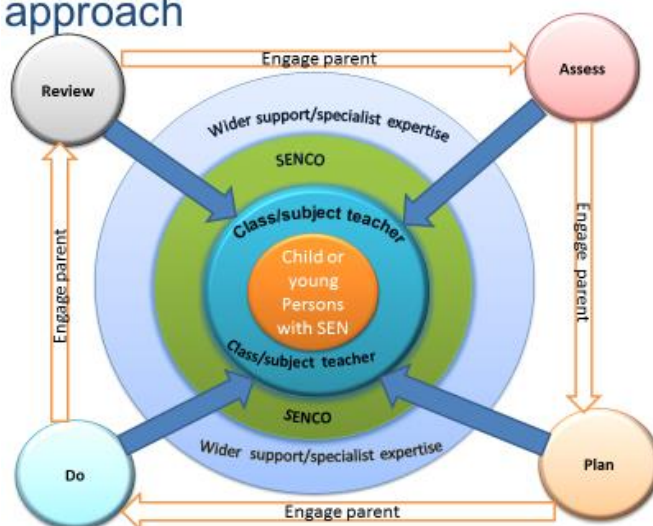 approach
Engage parent
Review
Assess
Wider support/specialist expertise
SENCO
Class/subject teacher
Child or
young
Persons
with SEN
Engage parent
Engage parent
Class/subject teacher
SENCO
Wider support/specialist expertise
Do
Plan
Engage parent